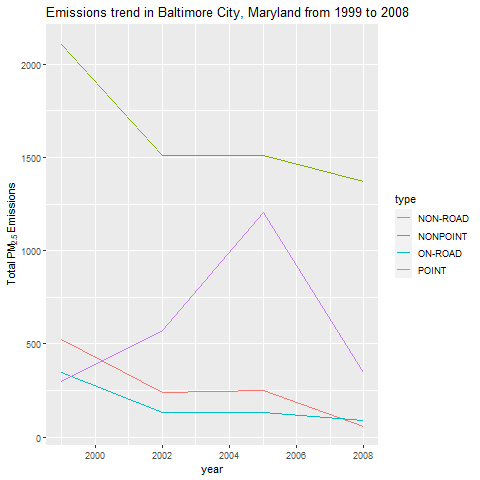 Emissions trend in Baltimore City, Maryland from 1999 to 2008
Total PM2.5 Emissions
2000
1500
1000
500
0
2000 2002 2004 2006 2008
year
type
NON-ROAD
NONPOINT
ON-ROAD
POINT